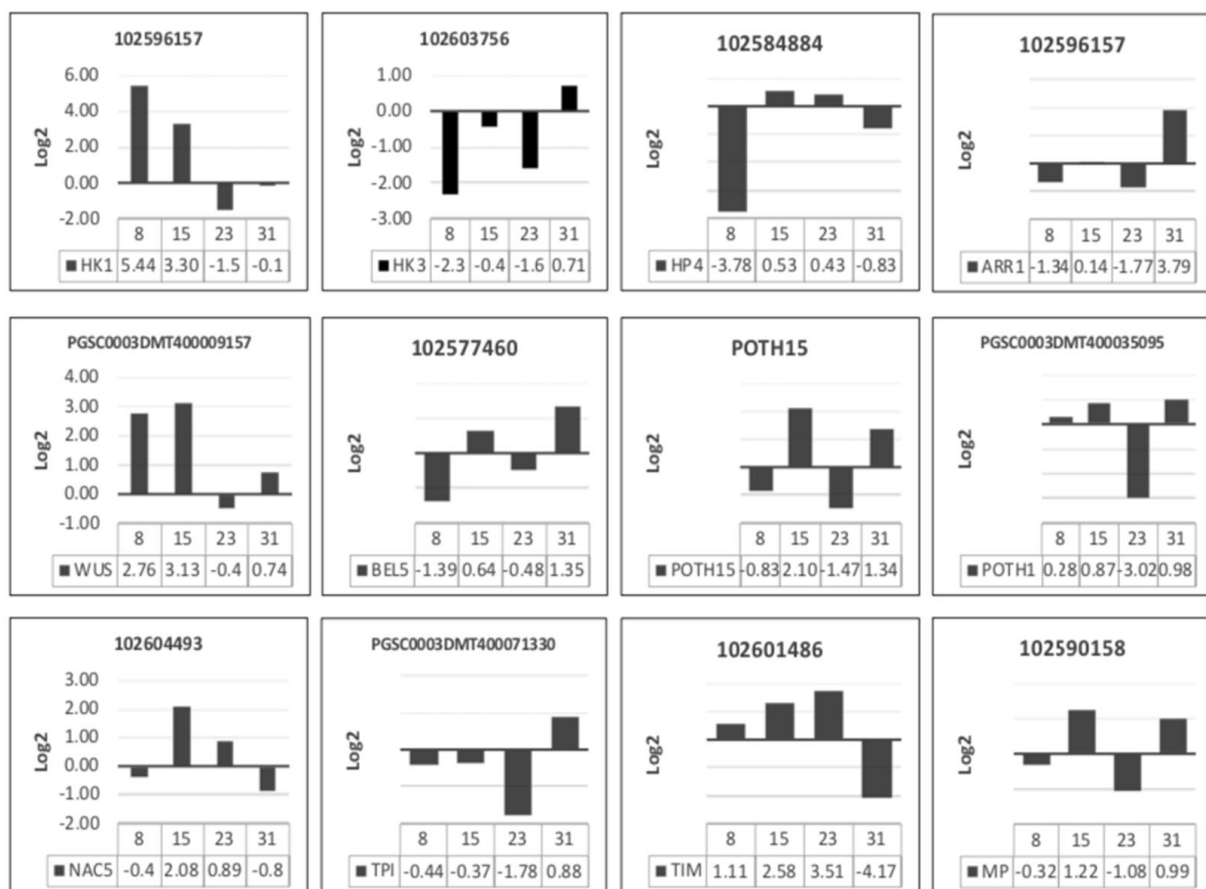 102596157
6.00
4.00
2.00
0.00
-2.00
Log2
8 15 23 31
HK1 5.44 3.30 -1.5 -0.1
102603756
1.00
0.00
-1.00
-2.00
-3.00
Log2
8 15 23 31
HK3 -2.3 -0.4 -1.6 0.71
102584884
Log2
8 15 23 31
HP4 -3.78 0.53 0.43 -0.83
102596157
Log2
8 15 23 31
ARR1 -1.34 0.14 -1.77 3.79
PGSC0003DMT400009157
4.00
3.00
2.00
1.00
0.00
-1.00
Log2
8 15 23 31
WUS 2.76 3.13 -0.4 0.74
102577460
Log2
8 15 23 31
BEL5 -1.39 0.64 -0.48 1.35
POTH15
Log2
8 15 23 31
POTH15 -0.83 2.10 -1.47 1.34
PGSC0003DMT400035095
Log2
8 15 23 31
POTH1 0.28 0.87 -3.02 0.98
102604493
3.00
2.00
1.00
0.00
-1.00
-2.00
Log2
8 15 23 31
NAC5 -0.4 2.08 0.89 -0.8
PGSC0003DMT400071330
Log2
8 15 23 31
TPI -0.44 -0.37 -1.78 0.88
102601486
Log2
8 15 23 31
TIM 1.11 2.58 3.51 -4.17
102590158
Log2
8 15 23 31
MP -0.32 1.22 -1.08 0.99